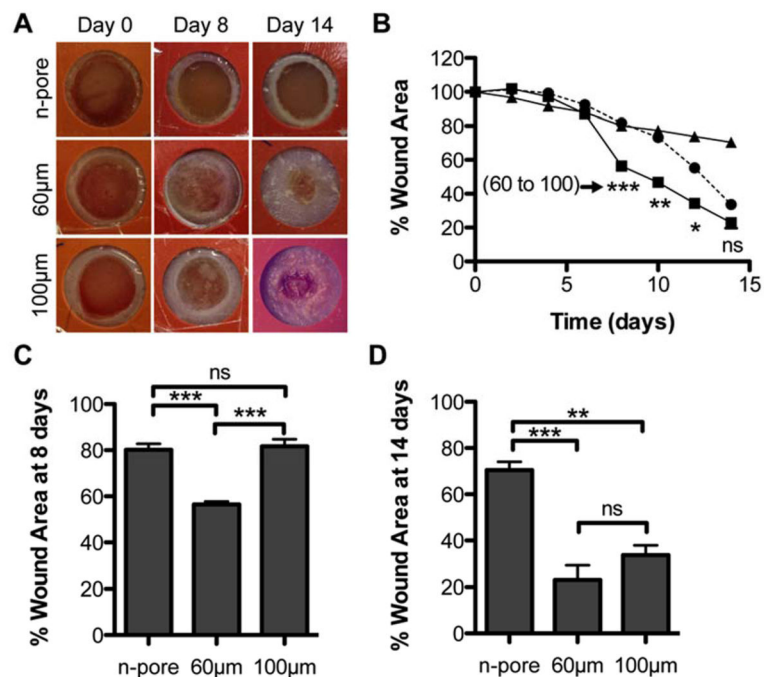 A
Day 0 Day 8 Day 14
n-pore
60μm
100μm
B
% Wound Area
120
100
80
60
40
20
0
(60 to 100)
***
**
*
ns
0 5 10 15
Time (days)
C
% Wound Area at 8 days
100
80
60
40
20
0
ns
*** ***
n-pore 60μm 100μm
D
% Wound Area at 14 days
100
80
60
40
20
0
**
***
ns
n-pore 60μm 100μm